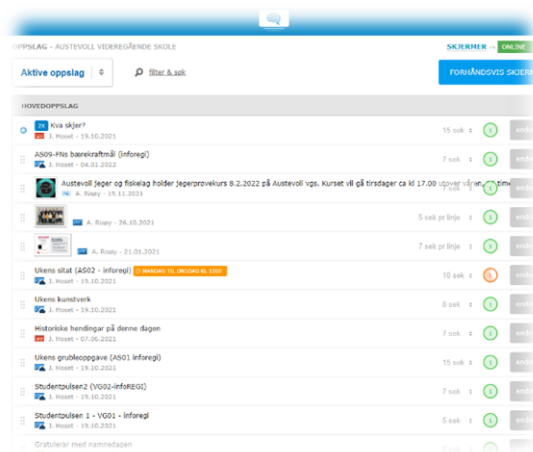 OPPSLAG - AUSTEVOLL VIDEREGÅENDE SKOLE
SKJERMER → ONLINE
Aktive oppslag
filter & søk
FORHÅNDSVIS SKJERM
HOVEDOPPSLAG
2X Kva skjer?
J. Hoset - 19.10.2021
15 sek
AS09-FNs bærekraftmål (inforegi)
J. Hoset - 04.01.2022
7 sek
Austevoll jeger og fiskelag holder jegerprøvekurs 8.2.2022 på Austevoll vgs. Kurset vil gå tirsdager ca kl 17.00 utover våren.
A. Risøy - 15.11.2021
7 sek
A. Risøy - 26.10.2021
5 sek pr linje
A. Risøy - 21.01.2021
7 sek pr linje
Ukens sitat (AS02 - inforegi) MANDAG TIL ONSDAG KL
J. Hoset - 19.10.2021
10 sek
Ukens kunstverk
J. Hoset - 19.10.2021
8 sek
Historiske hendingar på denne dagen
J. Hoset - 07.06.2021
7 sek
Ukens grubleoppgave (AS01 inforegi)
J. Hoset - 19.10.2021
15 sek
Studentpulsen2 (VG02-infoREGI)
J. Hoset - 19.10.2021
7 sek
Studentpulsen 1 - VG01 - inforegi
J. Hoset - 19.10.2021
5 sek
Gratulerar med namnedagen
6 sek